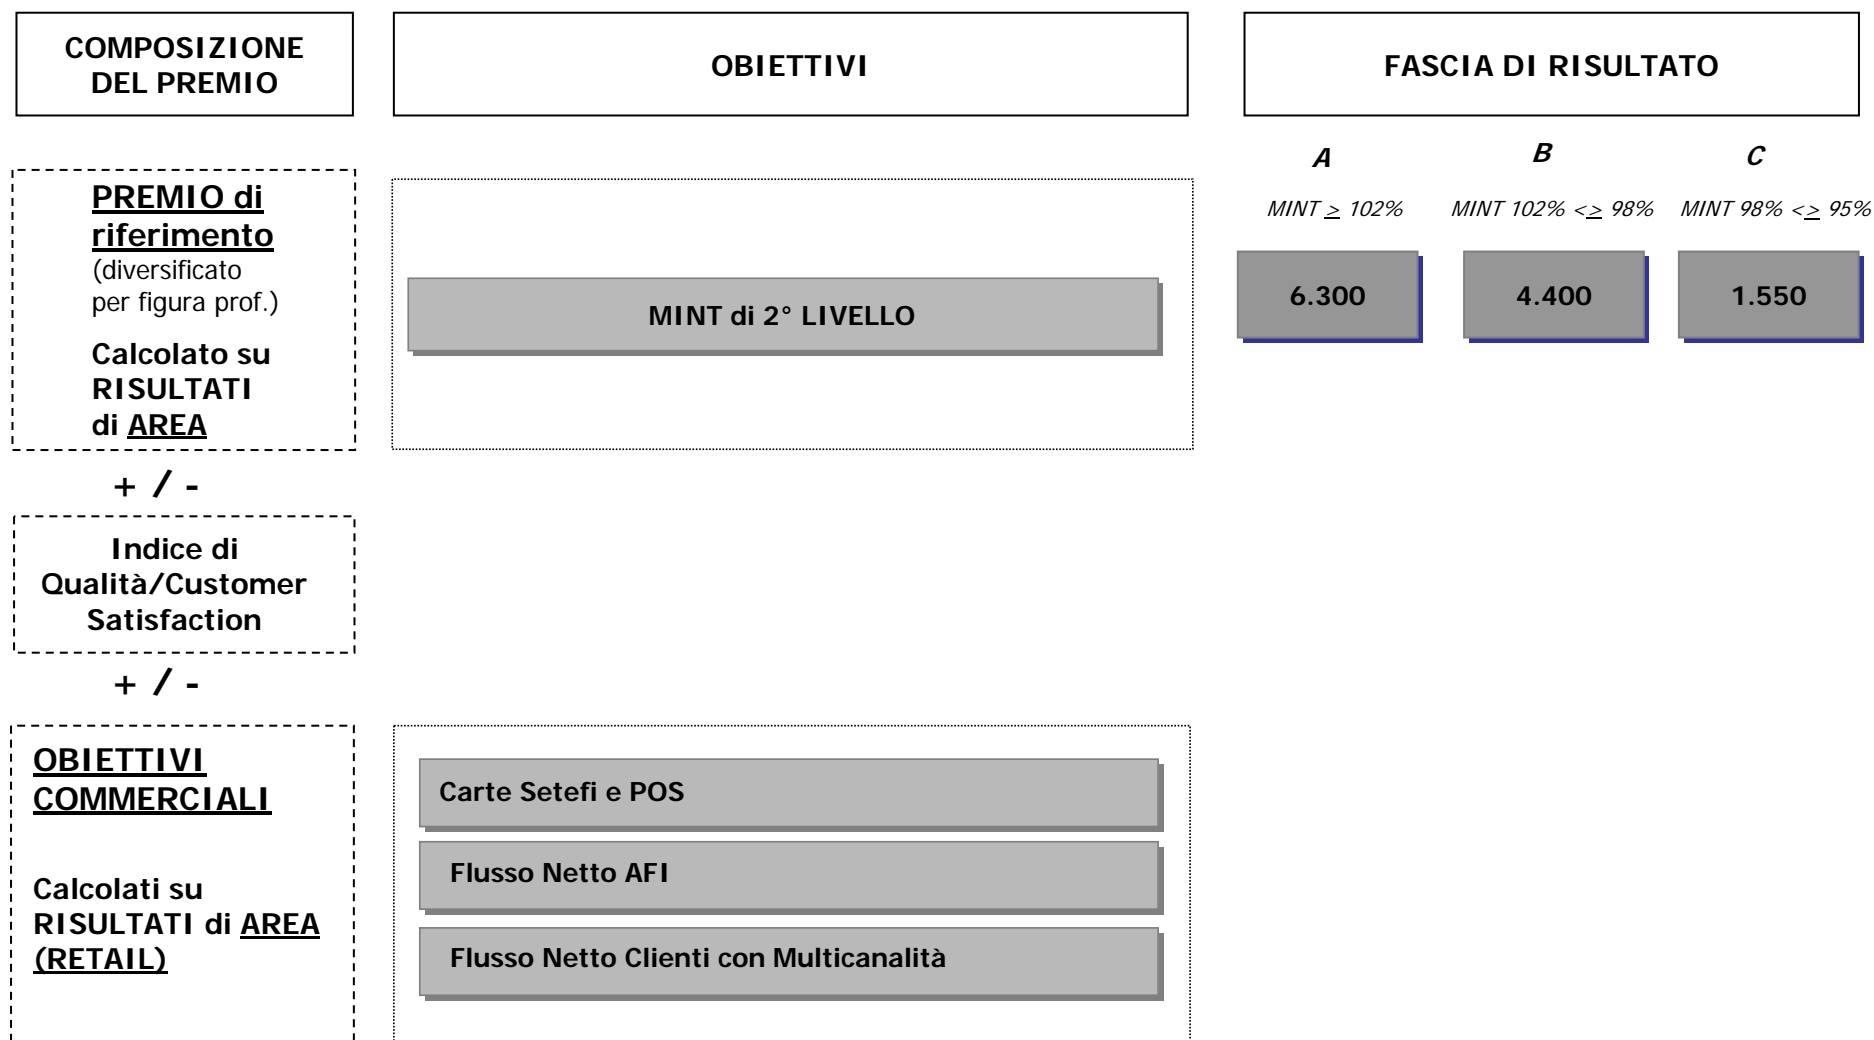 COMPOSIZIONE
DEL PREMIO
OBIETTIVI
FASCIA DI RISULTATO
A
B
C
MINT ≥ 102%
MINT 102% <≥ 98%
MINT 98% <≥ 95%
PREMIO di
riferimento
(diversificato
per figura prof.)
Calcolato su
RISULTATI
di AREA
MINT di 2° LIVELLO
6.300
4.400
1.550
+ / -
Indice di
Qualità/Customer
Satisfaction
+ / -
OBIETTIVI
COMMERCIALI
Calcolati su
RISULTATI di AREA
(RETAIL)
Carte Setefi e POS
Flusso Netto AFI
Flusso Netto Clienti con Multicanalità